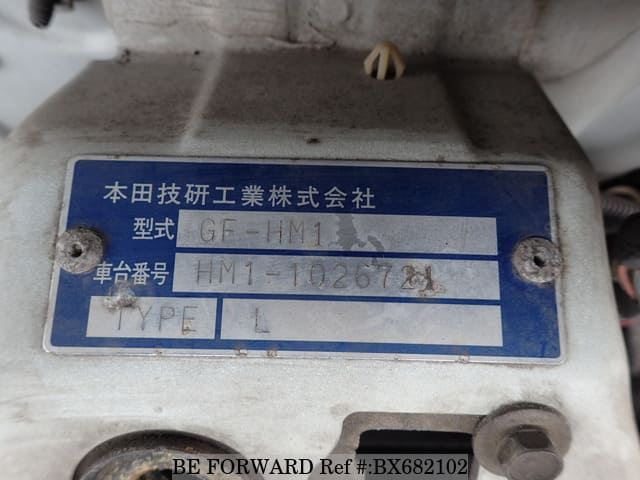 本田技研工業株式会社
型式 GF-HM1
車台番号 HM1-1026721
TYPE L
BE FORWARD Ref #:BX682102